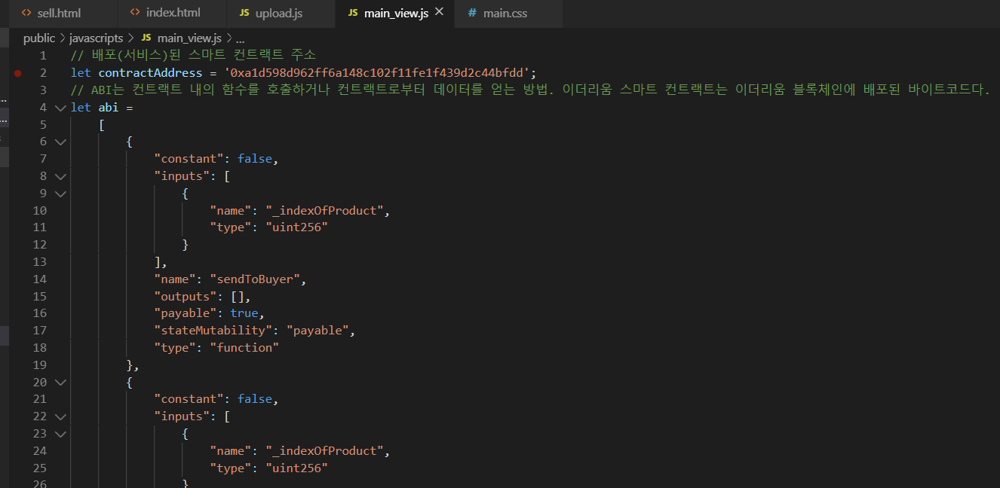 <> sell.html <> index.html JS upload.js JS main_view.js × # main.css
public > javascripts > JS main_view.js > ...
1 // 배포(서비스)된 스마트 컨트랙트 주소
2 let contractAddress = '0xa1d598d962ff6a148c102f11fe1f439d2c44bfdd';
3 // ABI는 컨트랙트 내의 함수를 호출하거나 컨트랙트로부터 데이터를 얻는 방법. 이더리움 스마트 컨트랙트는 이더리움 블록체인에 배포된 바이트코드다.
4 let abi =
5 [
6 {
7 "constant": false,
8 "inputs": [
9 {
10 "name": "_indexOfProduct",
11 "type": "uint256"
12 }
13 ],
14 "name": "sendToBuyer",
15 "outputs": [],
16 "payable": true,
17 "stateMutability": "payable",
18 "type": "function"
19 },
20 {
21 "constant": false,
22 "inputs": [
23 {
24 "name": "_indexOfProduct",
25 "type": "uint256"
26 }